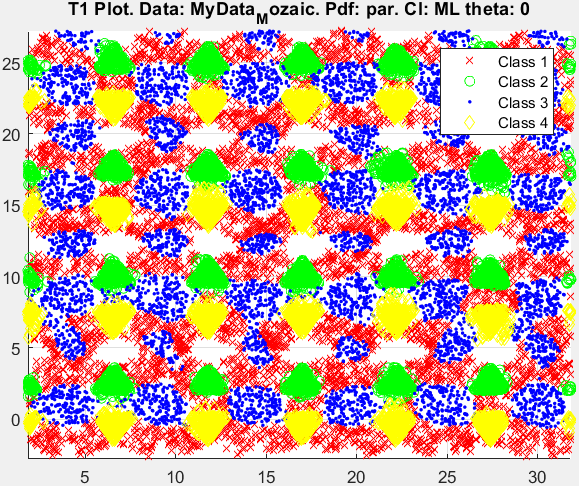 T1 Plot. Data: MyData_Mozaic. Pdf: par. Cl: ML theta: 0
Class 1
Class 2
Class 3
Class 4
25
20
15
10
5
0
5 10 15 20 25 30